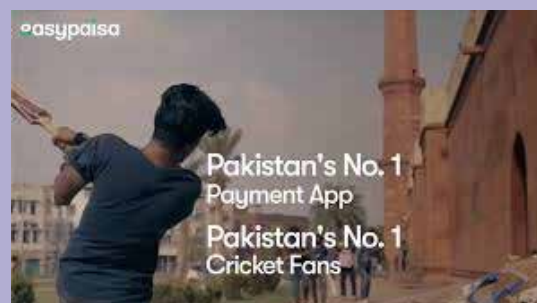 easypaisa
Pakistan's No. 1
Payment App
Pakistan's No. 1
Cricket Fans